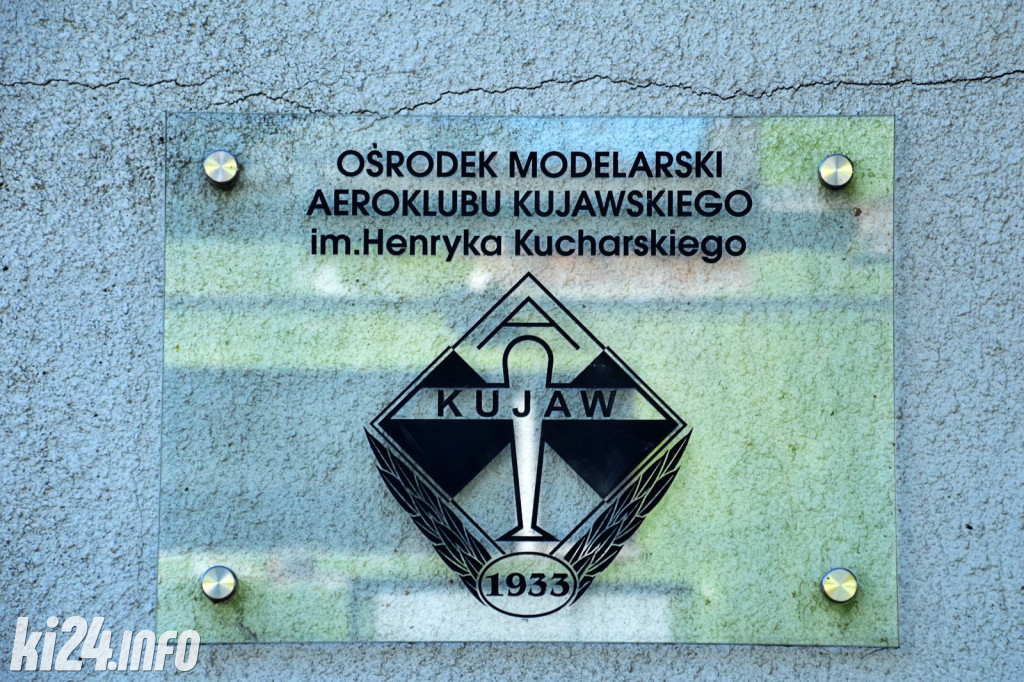 OŚRODEK MODELARSKI
AEROKLUBU KUJAWSKIEGO
im.Henryka Kucharskiego
A
KUJAW
1933
ki24.info